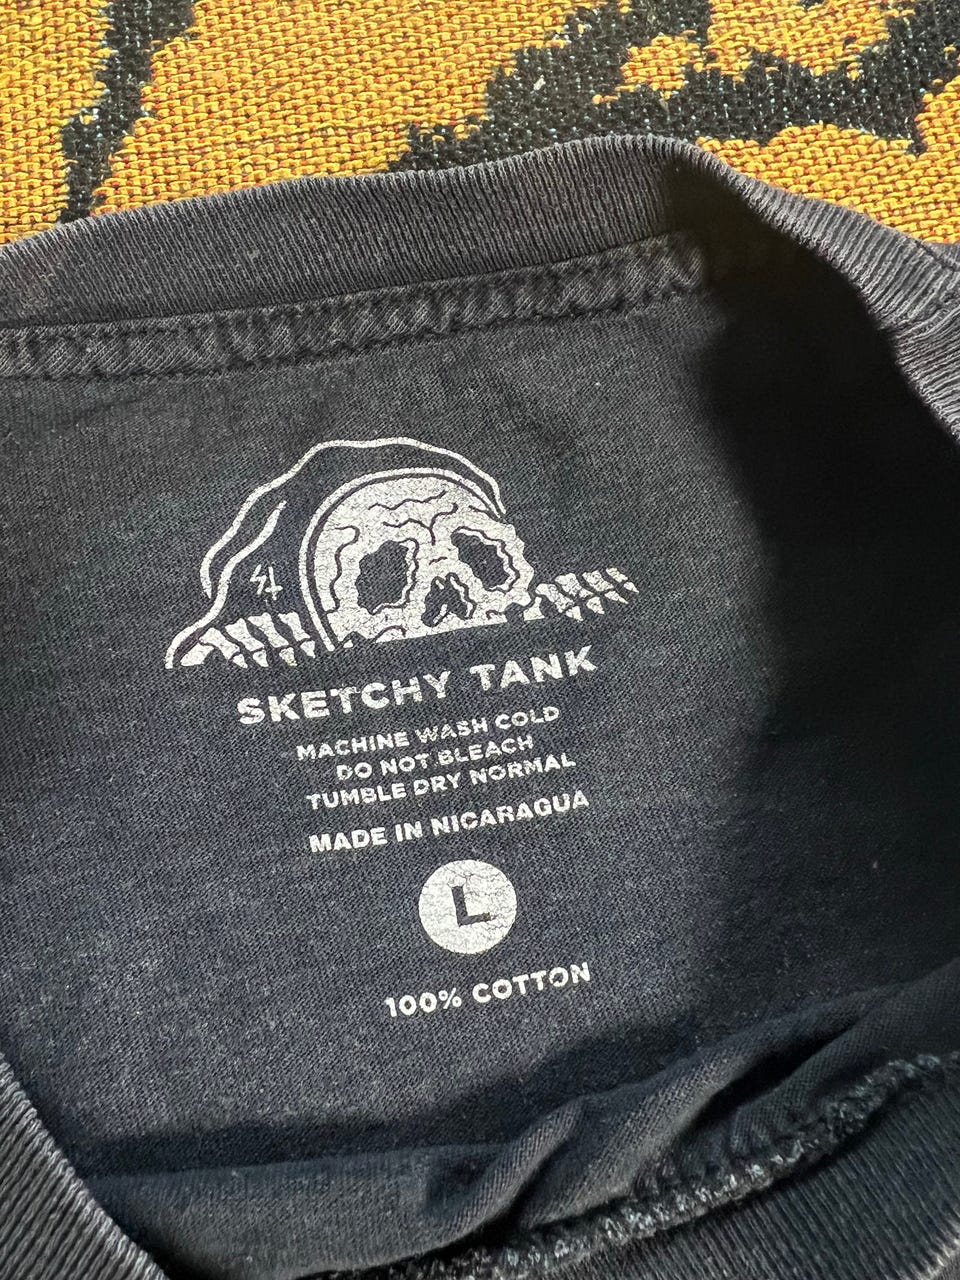 SKETCHY TANK
MACHINE WASH COLD
DO NOT BLEACH
TUMBLE DRY NORMAL
MADE IN NICARAGUA
L
100% COTTON